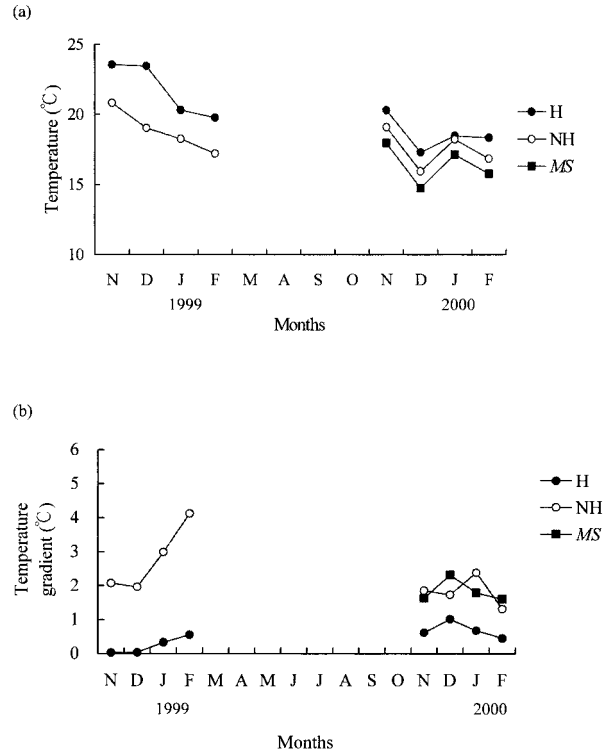 (a)
Temperature (℃)
25
20
15
10
H
NH
MS
N D J F M A S O N D J F
1999 2000
Months
(b)
Temperature
gradient (℃)
6
5
4
3
2
1
0
H
NH
MS
N D J F M A M J J A S O N D J F
1999 2000
Months